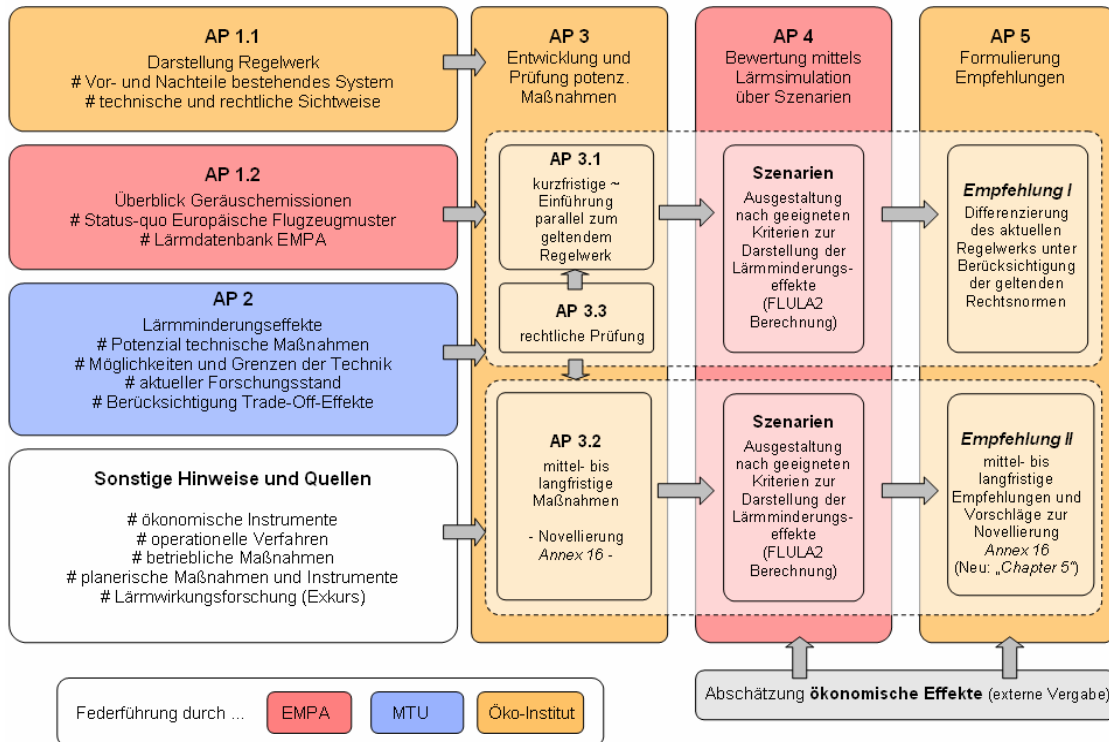 AP 1.1
Darstellung Regelwerk
# Vor- und Nachteile bestehendes System
# technische und rechtliche Sichtweise
AP 1.2
Überblick Geräuschemissionen
# Status-quo Europäische Flugzeugmuster
# Lärmdatenbank EMPA
AP 2
Lärmminderungseffekte
# Potenzial technische Maßnahmen
# Möglichkeiten und Grenzen der Technik
# aktueller Forschungsstand
# Berücksichtigung Trade-Off-Effekte
Sonstige Hinweise und Quellen
# ökonomische Instrumente
# operationelle Verfahren
# betriebliche Maßnahmen
# planerische Maßnahmen und Instrumente
# Lärmwirkungsforschung (Exkurs)
AP 3
Entwicklung und
Prüfung potenz.
Maßnahmen
AP 3.1
kurzfristige ~
Einführung
parallel zum
geltendem
Regelwerk
AP 3.3
rechtliche Prüfung
AP 3.2
mittel- bis
langfristige
Maßnahmen
- Novellierung
Annex 16 -
AP 4
Bewertung mittels
Lärmsimulation
über Szenarien
Szenarien
Ausgestaltung
nach geeigneten
Kriterien zur
Darstellung der
Lärmminderungs-
effekte
(FLULA2
Berechnung)
Szenarien
Ausgestaltung
nach geeigneten
Kriterien zur
Darstellung der
Lärmminderungs-
effekte
(FLULA2
Berechnung)
AP 5
Formulierung
Empfehlungen
Empfehlung I
Differenzierung
des aktuellen
Regelwerks unter
Berücksichtigung
der geltenden
Rechtsnormen
Empfehlung II
mittel- bis
langfristige
Empfehlungen und
Vorschläge zur
Novellierung
Annex 16
(Neu: „Chapter 5“)
Abschätzung ökonomische Effekte (externe Vergabe)
Federführung durch ...
EMPA
MTU
Öko-Institut